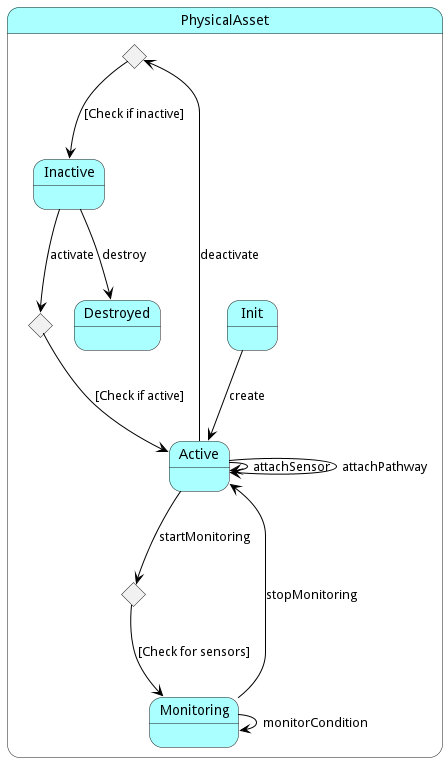 PhysicalAsset
[Check if inactive]
Inactive
activate
destroy
deactivate
Destroyed
Init
[Check if active]
create
Active
attachSensor
attachPathway
startMonitoring
stopMonitoring
[Check for sensors]
Monitoring
monitorCondition